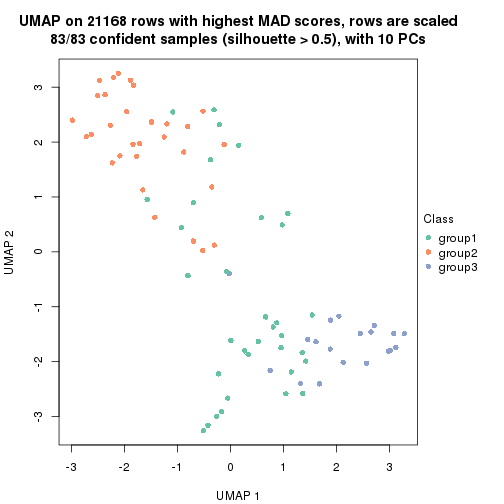 UMAP on 21168 rows with highest MAD scores, rows are scaled
83/83 confident samples (silhouette > 0.5), with 10 PCs
3
2
1
0
-1
-2
-3
UMAP 2
-3
-2
-1
0
1
2
3
UMAP 1
Class
group1
group2
group3